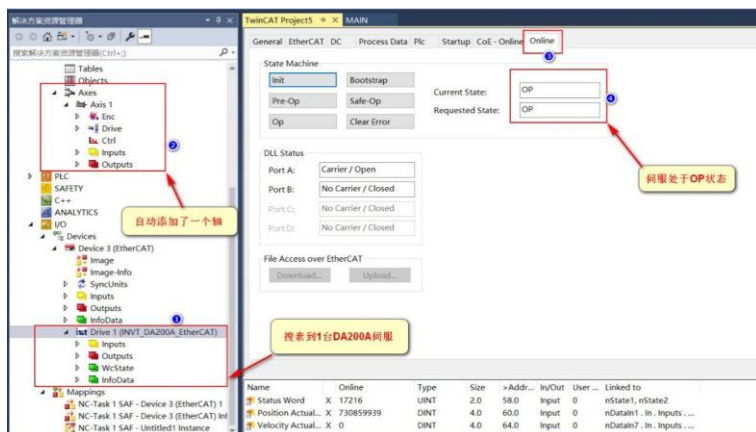 解决方案资源管理器
搜索解决方案资源管理器(Ctrl+;)
Tables
Objects
Axes
Axis 1
Enc
Drive
Ctrl
Inputs
Outputs
2
PLC
SAFETY
C++
ANALYTICS
I/O
自动添加了一个轴
Devices
Device 3 (EtherCAT)
Image
Image-Info
SyncUnits
Inputs
Outputs
InfoData
1
Drive 1 (INVT_DA200A_EtherCAT)
Inputs
Outputs
WcState
InfoData
搜素到1台DA200A伺服
Mappings
NC-Task 1 SAF - Device 3 (EtherCAT) 1
NC-Task 1 SAF - Device 3 (EtherCAT) Inf
NC-Task 1 SAF - Untitled1 Instance
TwinCAT Project5 MAIN
General EtherCAT DC Process Data Plc Startup CoE - Online Online
3
State Machine
Init Bootstrap
Pre-Op Safe-Op
Op Clear Error
Current State: OP
Requested State: OP
4
伺服处于OP状态
DLL Status
Port A: Carrier / Open
Port B: No Carrier / Closed
Port C: No Carrier / Closed
Port D: No Carrier / Closed
File Access over EtherCAT
Download... Upload...
Name Online Type Size >Addr... In/Out User ... Linked to
Status Word X 17216 UINT 2.0 58.0 Input 0 nState1, nState2
Position Actual... X 730859939 DINT 4.0 60.0 Input 0 nDataIn1 . In . Inputs . ...
Velocity Actual... X 0 DINT 4.0 64.0 Input 0 nDataIn7 . In . Inputs . ...